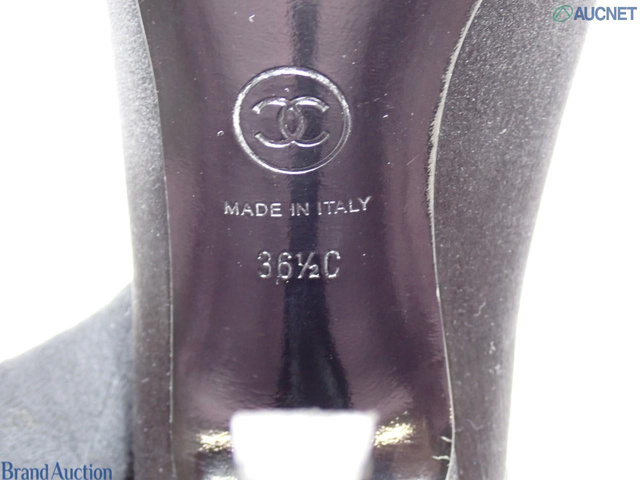 AUCNET
MADE IN ITALY
36½C
Brand Auction